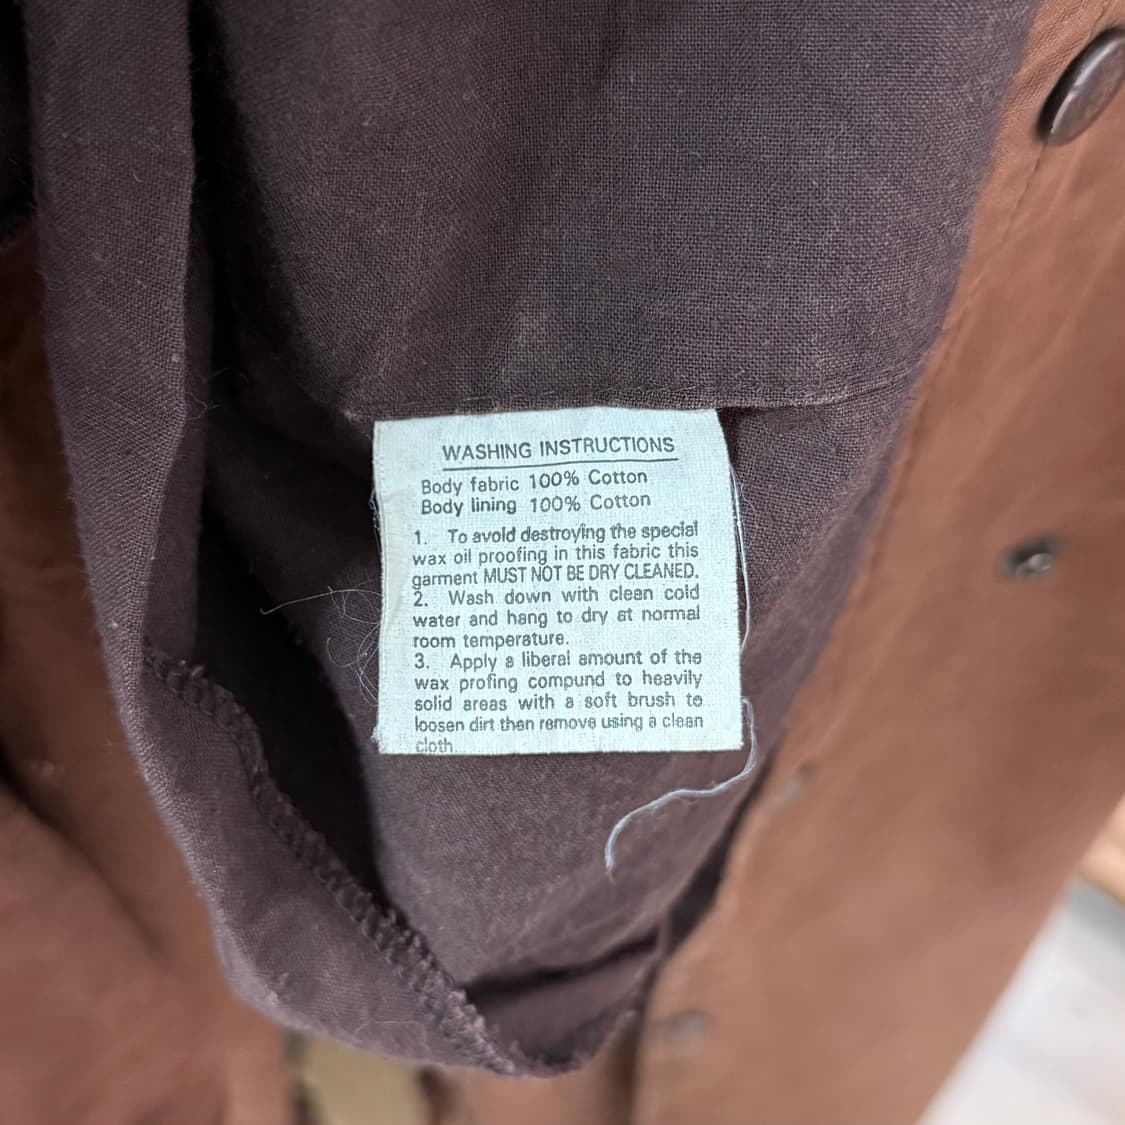 WASHING INSTRUCTIONS
Body fabric 100% Cotton
Body lining 100% Cotton
1. To avoid destroying the special
wax oil proofing in this fabric this
garment MUST NOT BE DRY CLEANED.
2. Wash down with clean cold
water and hang to dry at normal
room temperature.
3. Apply a liberal amount of the
wax profing compund to heavily
solid areas with a soft brush to
loosen dirt then remove using a clean
cloth.